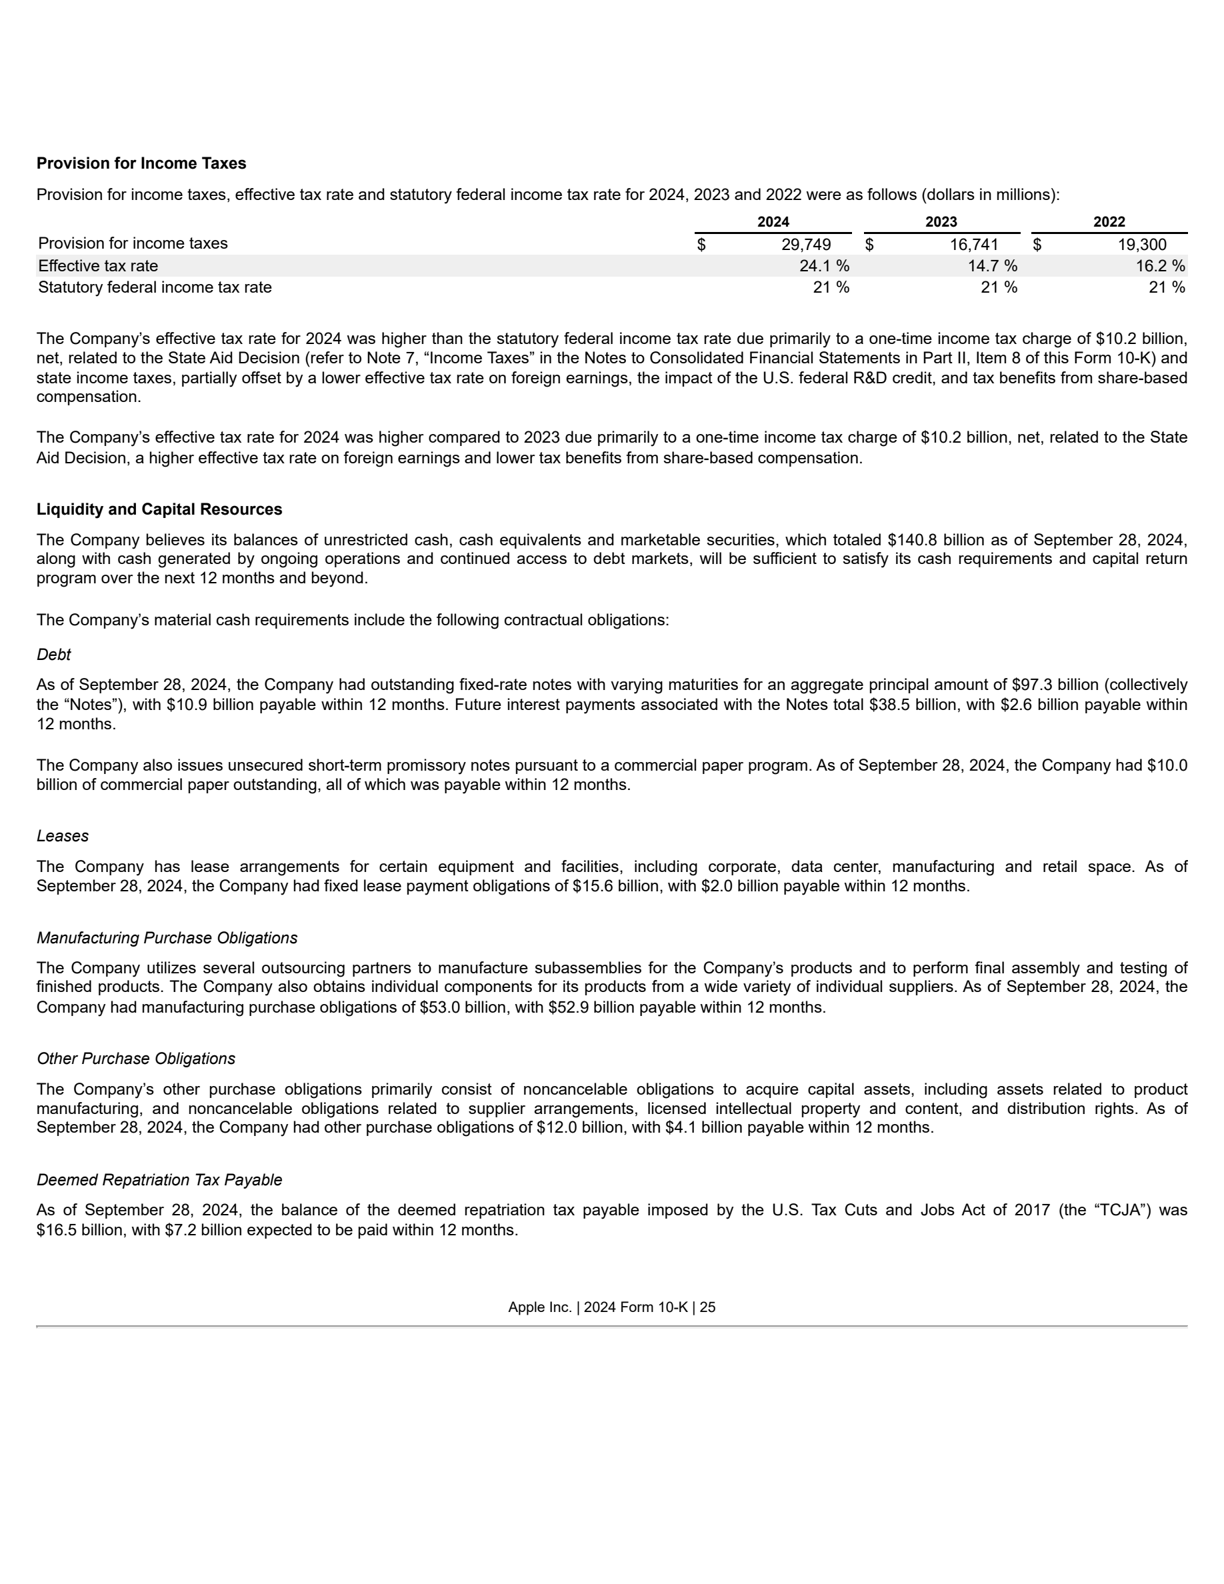 Provision for Income Taxes
Provision for income taxes, effective tax rate and statutory federal income tax rate for 2024, 2023 and 2022 were as follows (dollars in millions):
2024 2023 2022
Provision for income taxes $ 29,749 $ 16,741 $ 19,300
Effective tax rate 24.1 % 14.7 % 16.2 %
Statutory federal income tax rate 21 % 21 % 21 %
The Company’s effective tax rate for 2024 was higher than the statutory federal income tax rate due primarily to a one-time income tax charge of $10.2 billion,
net, related to the State Aid Decision (refer to Note 7, “Income Taxes” in the Notes to Consolidated Financial Statements in Part II, Item 8 of this Form 10-K) and
state income taxes, partially offset by a lower effective tax rate on foreign earnings, the impact of the U.S. federal R&D credit, and tax benefits from share-based
compensation.
The Company’s effective tax rate for 2024 was higher compared to 2023 due primarily to a one-time income tax charge of $10.2 billion, net, related to the State
Aid Decision, a higher effective tax rate on foreign earnings and lower tax benefits from share-based compensation.
Liquidity and Capital Resources
The Company believes its balances of unrestricted cash, cash equivalents and marketable securities, which totaled $140.8 billion as of September 28, 2024,
along with cash generated by ongoing operations and continued access to debt markets, will be sufficient to satisfy its cash requirements and capital return
program over the next 12 months and beyond.
The Company’s material cash requirements include the following contractual obligations:
Debt
As of September 28, 2024, the Company had outstanding fixed-rate notes with varying maturities for an aggregate principal amount of $97.3 billion (collectively
the “Notes”), with $10.9 billion payable within 12 months. Future interest payments associated with the Notes total $38.5 billion, with $2.6 billion payable within
12 months.
The Company also issues unsecured short-term promissory notes pursuant to a commercial paper program. As of September 28, 2024, the Company had $10.0
billion of commercial paper outstanding, all of which was payable within 12 months.
Leases
The Company has lease arrangements for certain equipment and facilities, including corporate, data center, manufacturing and retail space. As of
September 28, 2024, the Company had fixed lease payment obligations of $15.6 billion, with $2.0 billion payable within 12 months.
Manufacturing Purchase Obligations
The Company utilizes several outsourcing partners to manufacture subassemblies for the Company’s products and to perform final assembly and testing of
finished products. The Company also obtains individual components for its products from a wide variety of individual suppliers. As of September 28, 2024, the
Company had manufacturing purchase obligations of $53.0 billion, with $52.9 billion payable within 12 months.
Other Purchase Obligations
The Company’s other purchase obligations primarily consist of noncancelable obligations to acquire capital assets, including assets related to product
manufacturing, and noncancelable obligations related to supplier arrangements, licensed intellectual property and content, and distribution rights. As of
September 28, 2024, the Company had other purchase obligations of $12.0 billion, with $4.1 billion payable within 12 months.
Deemed Repatriation Tax Payable
As of September 28, 2024, the balance of the deemed repatriation tax payable imposed by the U.S. Tax Cuts and Jobs Act of 2017 (the “TCJA”) was
$16.5 billion, with $7.2 billion expected to be paid within 12 months.
Apple Inc. | 2024 Form 10-K | 25